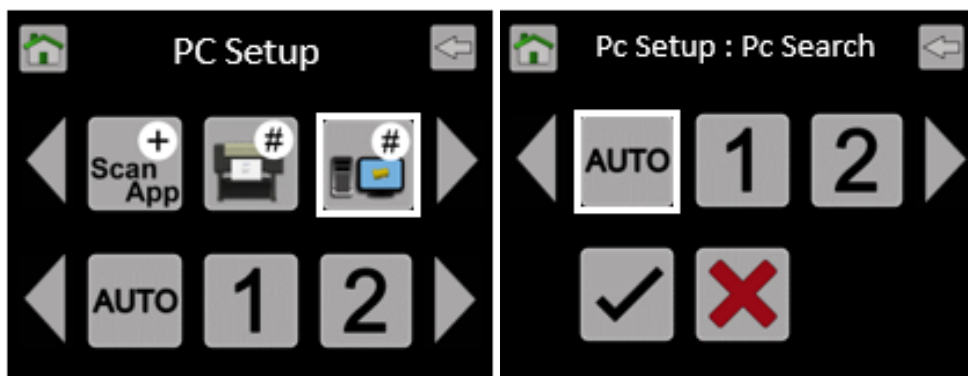 PC Setup
+
Scan
App
#
#
AUTO
1
2
Pc Setup : Pc Search
AUTO
1
2